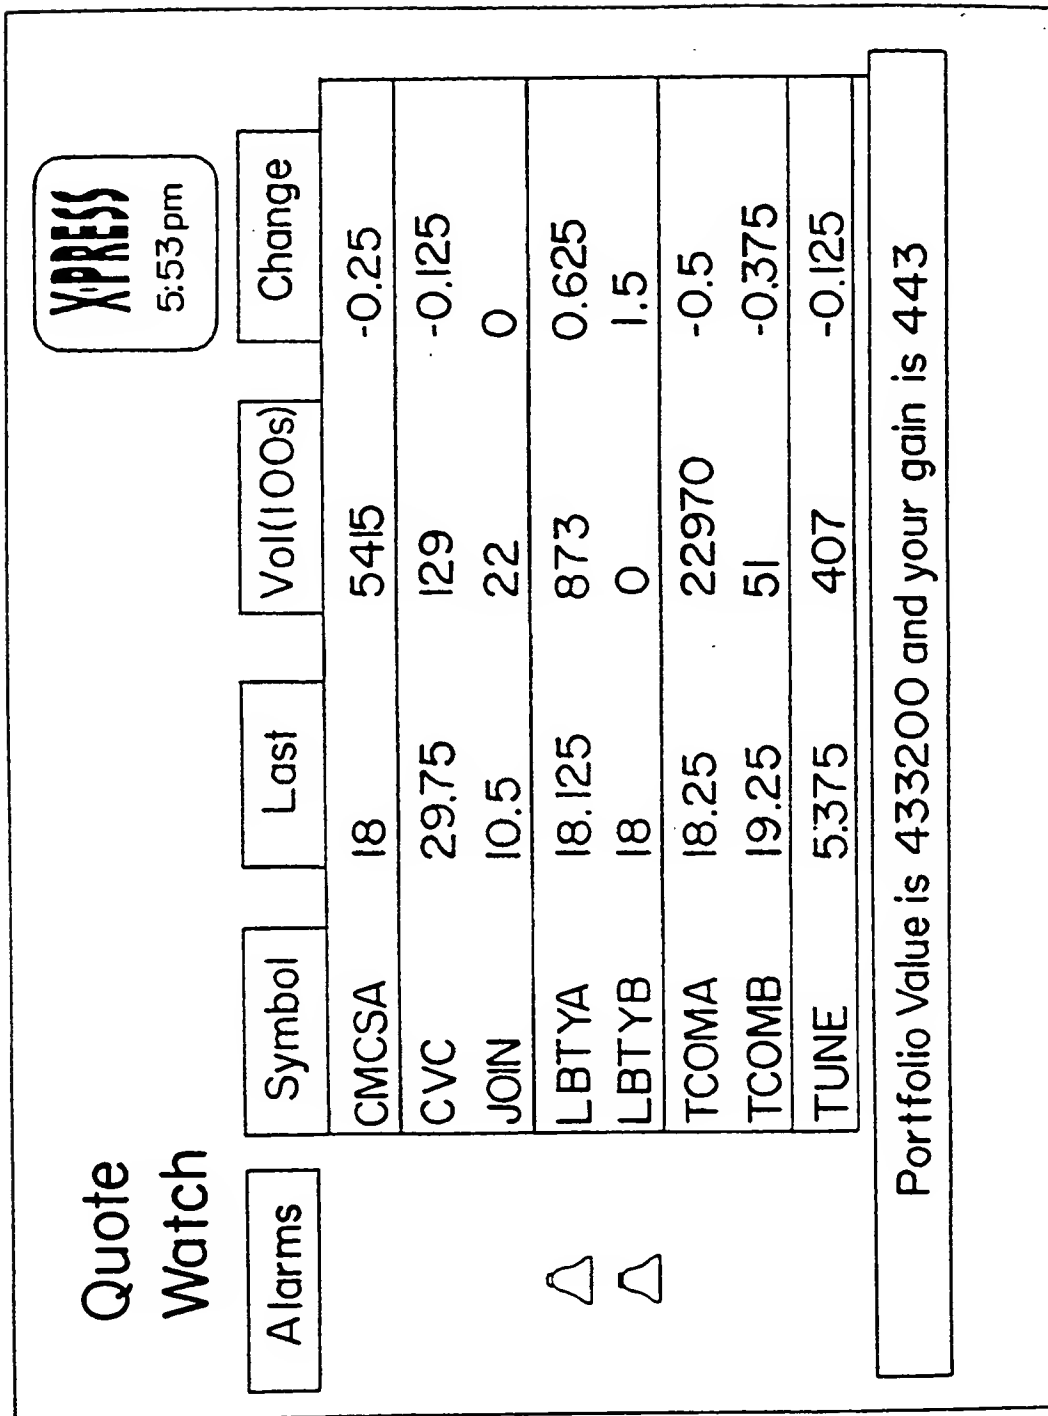 Quote
Watch
X·PRESS
5:53pm
Alarms Symbol Last Vol(100s) Change
CMCSA 18 5415 -0.25
CVC 29.75 129 -0.125
JOIN 10.5 22 0
LBTYA 18.125 873 0.625
LBTYB 18 0 1.5
TCOMA 18.25 22970 -0.5
TCOMB 19.25 51 -0.375
TUNE 5.375 407 -0.125
Portfolio Value is 433200 and your gain is 443